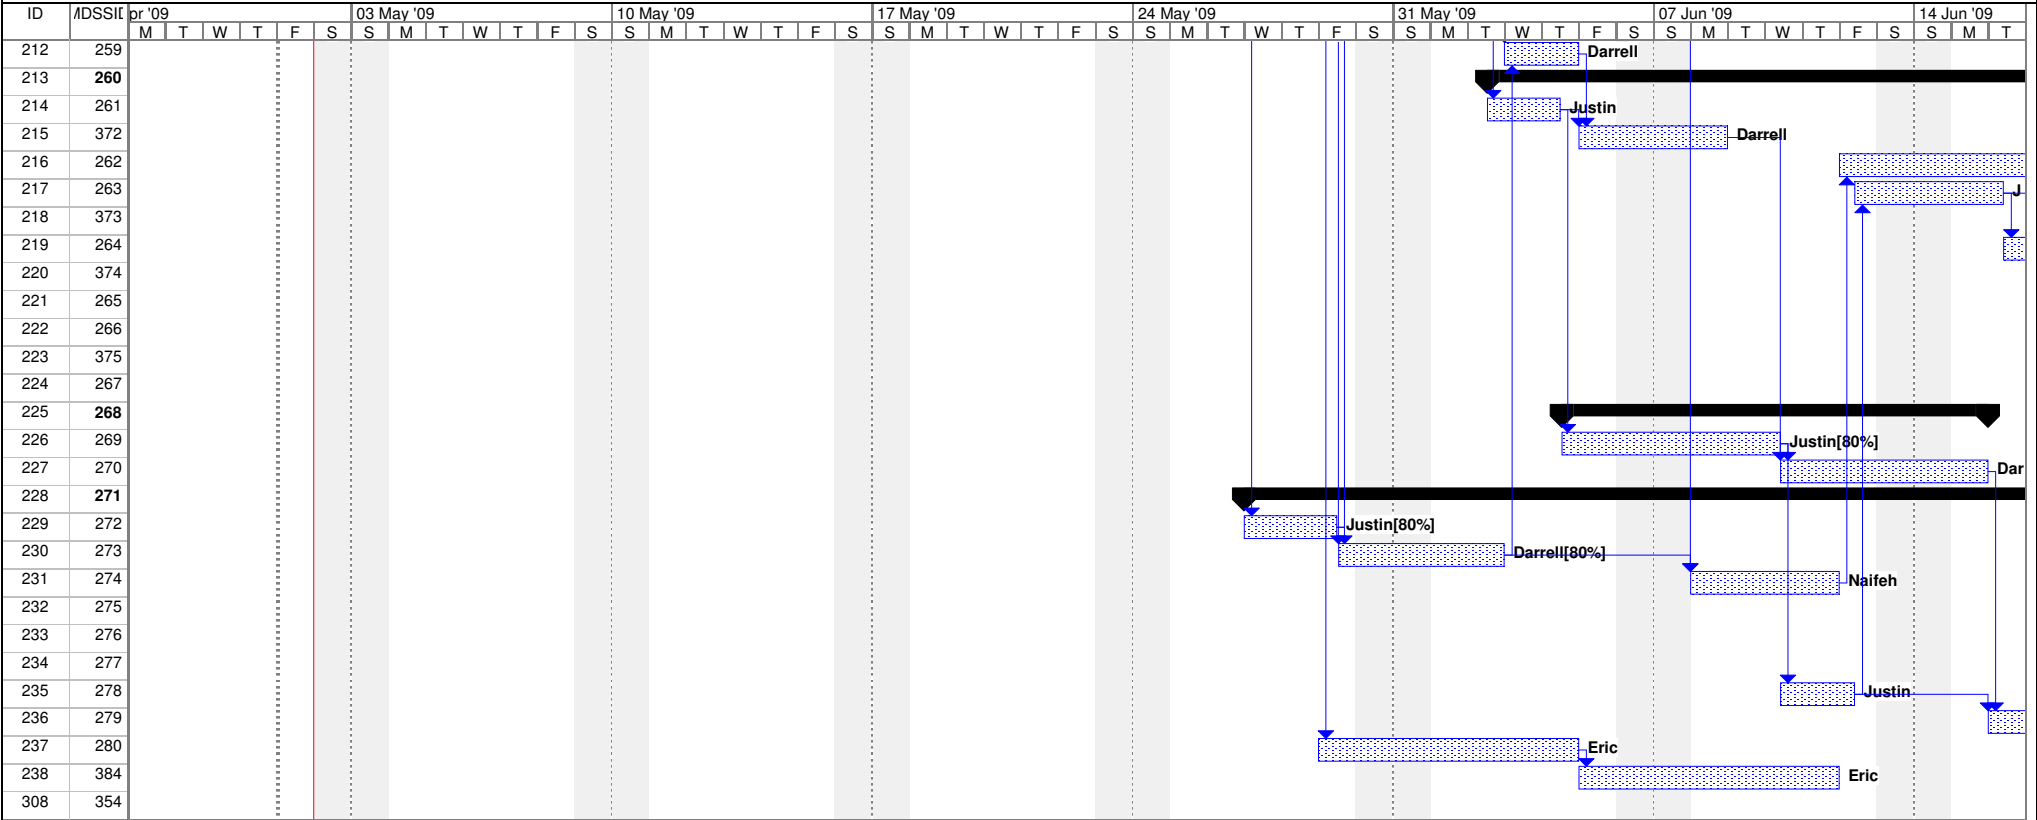 ID MDSSID pr '09 03 May '09 10 May '09 17 May '09 24 May '09 31 May '09 07 Jun '09 14 Jun '09
M T W T F S S M T W T F S S M T W T F S S M T W T F S S M T W T F S S M T W T F S S M T W T F S S M T
212 259 Darrell
213 260
214 261 Justin
215 372 Darrell
216 262
217 263 J
218 373
219 264
220 374
221 265
222 266
223 375
224 267
225 268
226 269 Justin[80%]
227 270 Dar
228 271
229 272 Justin[80%]
230 273 Darrell[80%]
231 274 Naifeh
232 275
233 276
234 277
235 278 Justin
236 279
237 280 Eric
238 384 Eric
308 354